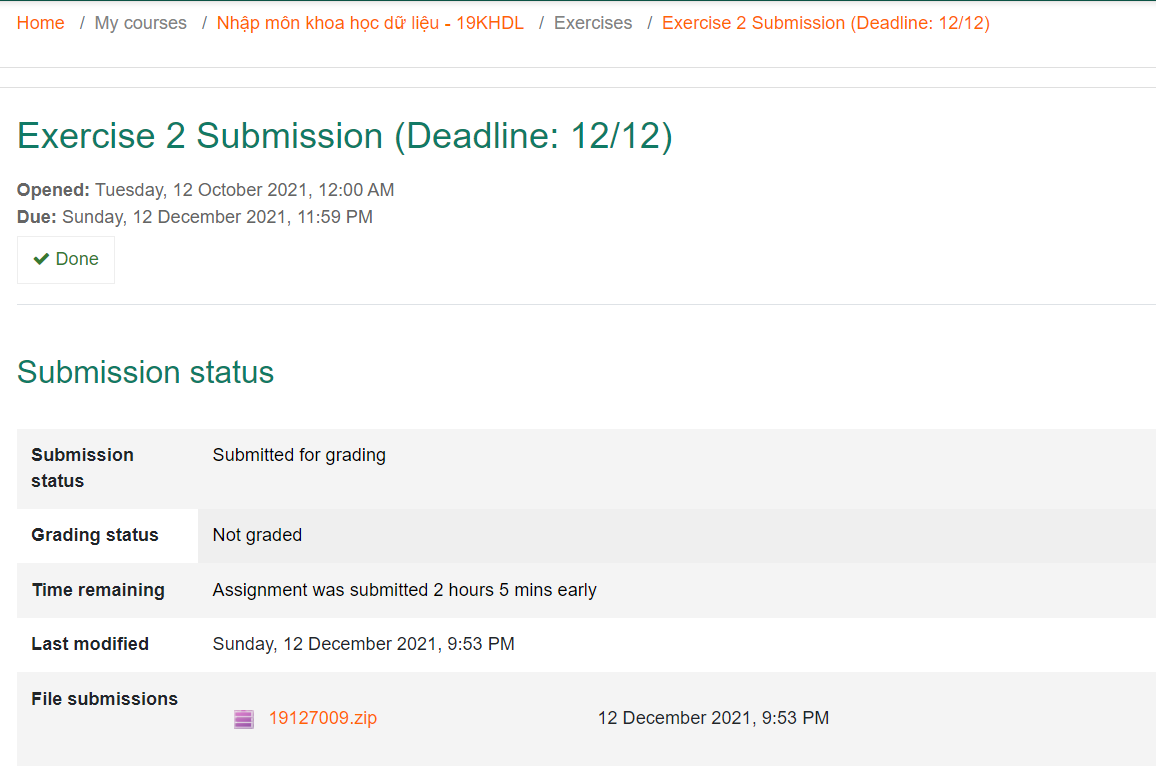 Home / My courses / Nhập môn khoa học dữ liệu - 19KHDL / Exercises / Exercise 2 Submission (Deadline: 12/12)
Exercise 2 Submission (Deadline: 12/12)
Opened: Tuesday, 12 October 2021, 12:00 AM
Due: Sunday, 12 December 2021, 11:59 PM
Done
Submission status
Submission status Submitted for grading
Grading status Not graded
Time remaining Assignment was submitted 2 hours 5 mins early
Last modified Sunday, 12 December 2021, 9:53 PM
File submissions
19127009.zip 12 December 2021, 9:53 PM